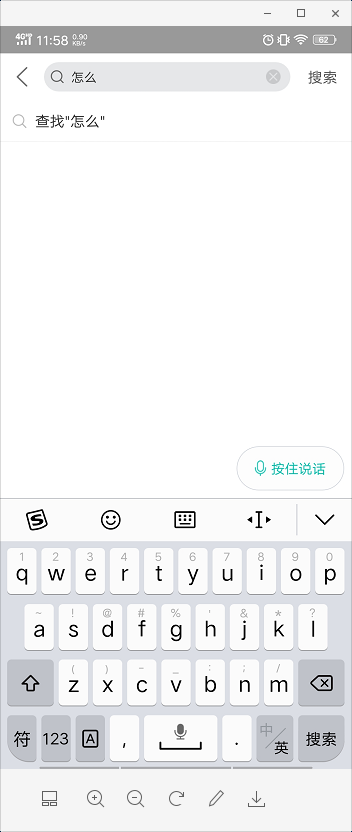 4G 11:58 0.90 KB/s 62
怎么 搜索
查找"怎么"
按住说话
1 2 3 4 5 6 7 8 9 0
q w e r t y u i o p
~ ! @ # % ' & * ?
a s d f g h j k l
( ) - _ : ; /
z x c v b n m
符 123 A , . 中/英 搜索